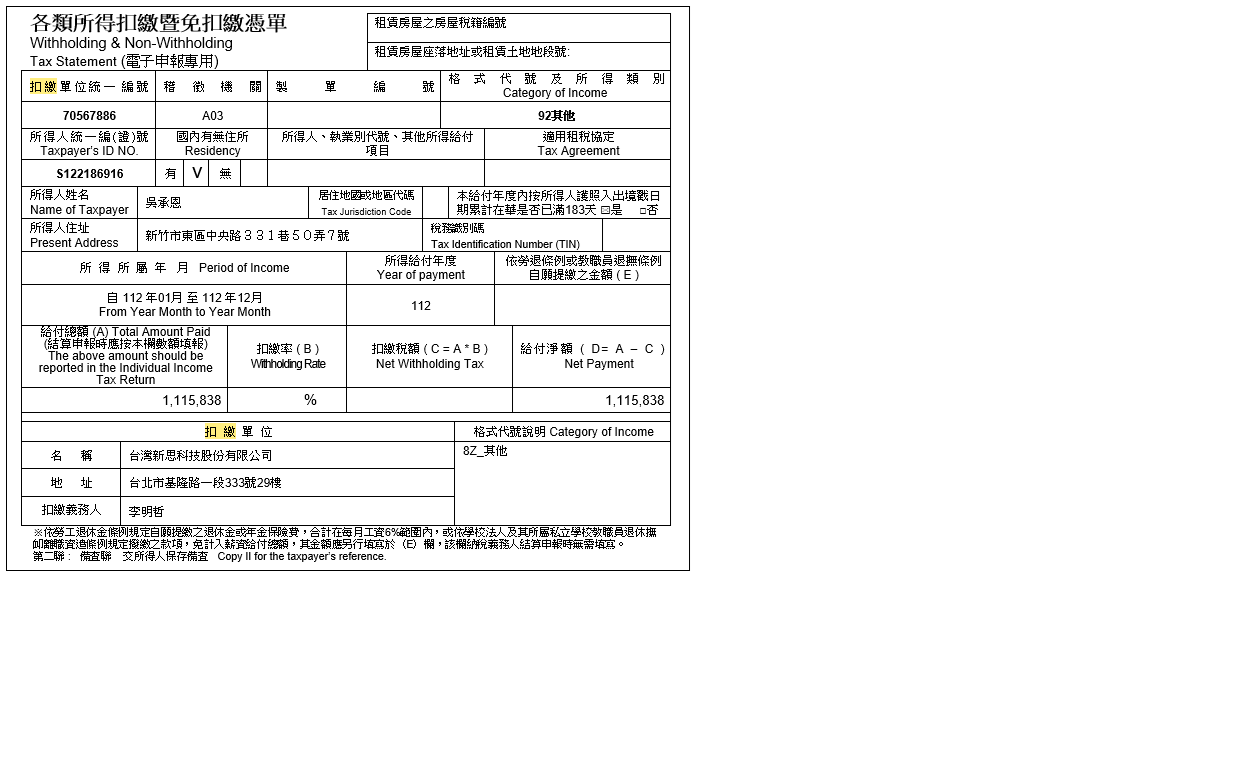 各類所得扣繳暨免扣繳憑單
Withholding & Non-Withholding
Tax Statement (電子申報專用)
租賃房屋之房屋稅籍編號
租賃房屋座落地址或租賃土地地段號:
扣繳單位統一編號 稽徵機關 製單編號 格式代號及所得類別
Category of Income
70567886 A03 92其他
所得人統一編(證)號 國內有無住所 所得人、執業別代號、其他所得給付 適用租稅協定
Taxpayer's ID NO. Residency 項目 Tax Agreement
S122186916 有 V 無
所得人姓名 吳承恩 居住地國或地區代碼 本給付年度內按所得人護照入出境戳日
Name of Taxpayer Tax Jurisdiction Code 期累計在華是否已滿183天 ☒是 □否
所得人住址 新竹市東區中央路３３１巷５０弄７號 稅務識別碼
Present Address Tax Identification Number (TIN)
所得所屬年月 Period of Income 所得給付年度 依勞退條例或教職員退撫條例
Year of payment 自願提繳之金額 ( E )
自 112 年01月 至 112 年12月
From Year Month to Year Month 112
給付總額 (A) Total Amount Paid
(結算申報時應按本欄數額填報)
The above amount should be
reported in the Individual Income
Tax Return
扣繳率 ( B )
Withholding Rate
扣繳稅額 ( C = A * B )
Net Withholding Tax
給付淨額 ( D= A – C )
Net Payment
1,115,838 % 1,115,838
扣繳單位 格式代號說明 Category of Income
名稱 台灣新思科技股份有限公司 8Z_其他
地址 台北市基隆路一段333號29樓
扣繳義務人 李明哲
※依勞工退休金條例規定自願提繳之退休金或年金保險費，合計在每月工資6%範圍內，或依學校法人及其所屬私立學校教職員退休撫
卹離職資遣條例規定撥繳之款項，免計入薪資給付總額，其金額應另行填寫於（E）欄，該欄納稅義務人結算申報時無需填寫。
第二聯： 備查聯 交所得人保存備查 Copy II for the taxpayer's reference.